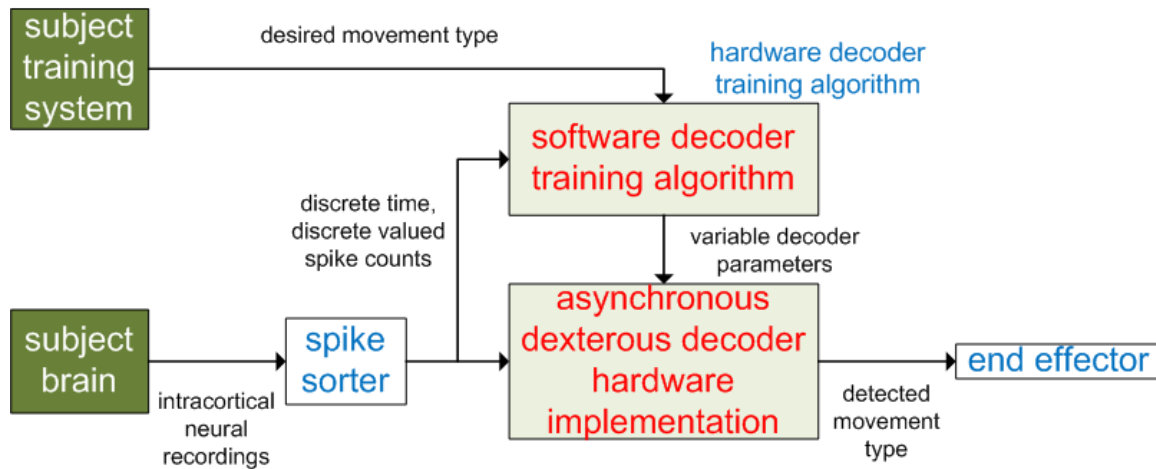 subject
training
system
desired movement type
hardware decoder
training algorithm
software decoder
training algorithm
discrete time,
discrete valued
spike counts
variable decoder
parameters
subject
brain
intracortical
neural
recordings
spike
sorter
asynchronous
dexterous decoder
hardware
implementation
detected
movement
type
end effector